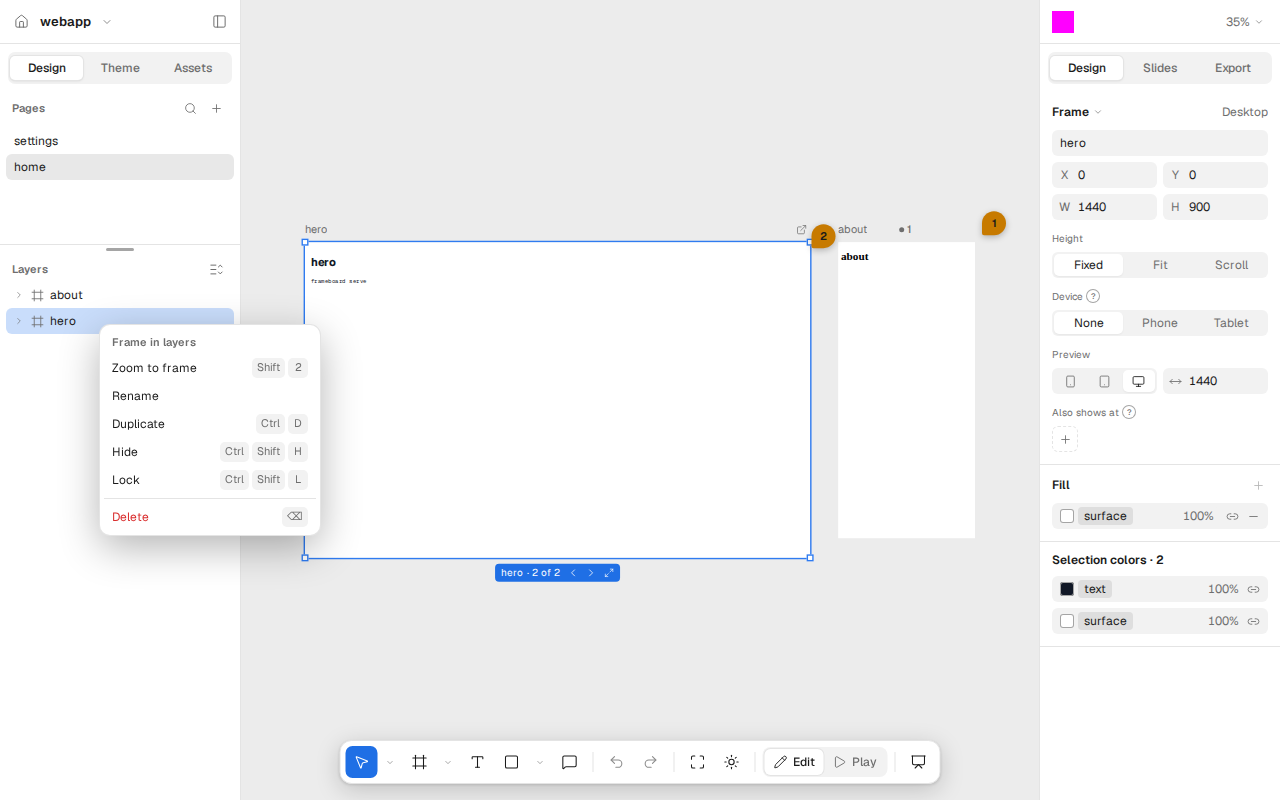 webapp
Design Theme Assets
Pages
settings
home
Layers
about
hero
Frame in layers
Zoom to frame Shift 2
Rename
Duplicate Ctrl D
Hide Ctrl Shift H
Lock Ctrl Shift L
Delete ⌫
hero
2
about 1
1
hero
frameboard serve
about
hero · 2 of 2
Edit Play
35%
Design Slides Export
Frame Desktop
hero
X 0 Y 0
W 1440 H 900
Height
Fixed Fit Scroll
Device ?
None Phone Tablet
Preview
1440
Also shows at ?
Fill
surface 100%
Selection colors · 2
text 100%
surface 100%